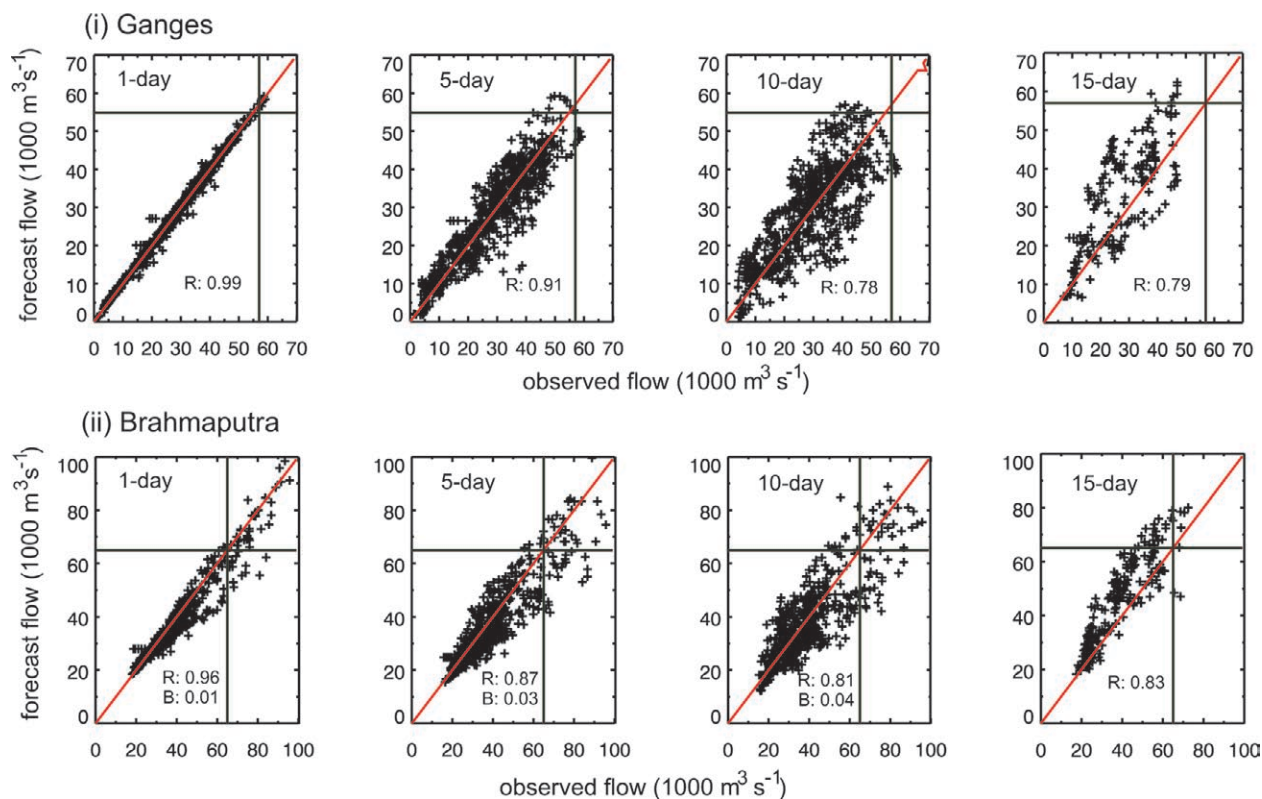 (i) Ganges
1-day 5-day 10-day 15-day
forecast flow (1000 m³ s⁻¹)
70 70 70 70
60 60 60 60
50 50 50 50
40 40 40 40
30 30 30 30
20 20 20 20
10 10 10 10
0 0 0 0
R: 0.99 R: 0.91 R: 0.78 R: 0.79
0 10 20 30 40 50 60 70 0 10 20 30 40 50 60 70 0 10 20 30 40 50 60 70 0 10 20 30 40 50 60 70
observed flow (1000 m³ s⁻¹)
(ii) Brahmaputra
1-day 5-day 10-day 15-day
forecast flow (1000 m³s⁻¹)
100 100 100 100
80 80 80 80
60 60 60 60
40 40 40 40
20 20 20 20
0 0 0 0
R: 0.96 R: 0.87 R: 0.81 R: 0.83
B: 0.01 B: 0.03 B: 0.04
0 20 40 60 80 100 0 20 40 60 80 100 0 20 40 60 80 100 0 20 40 60 80 100
observed flow (1000 m³ s⁻¹)